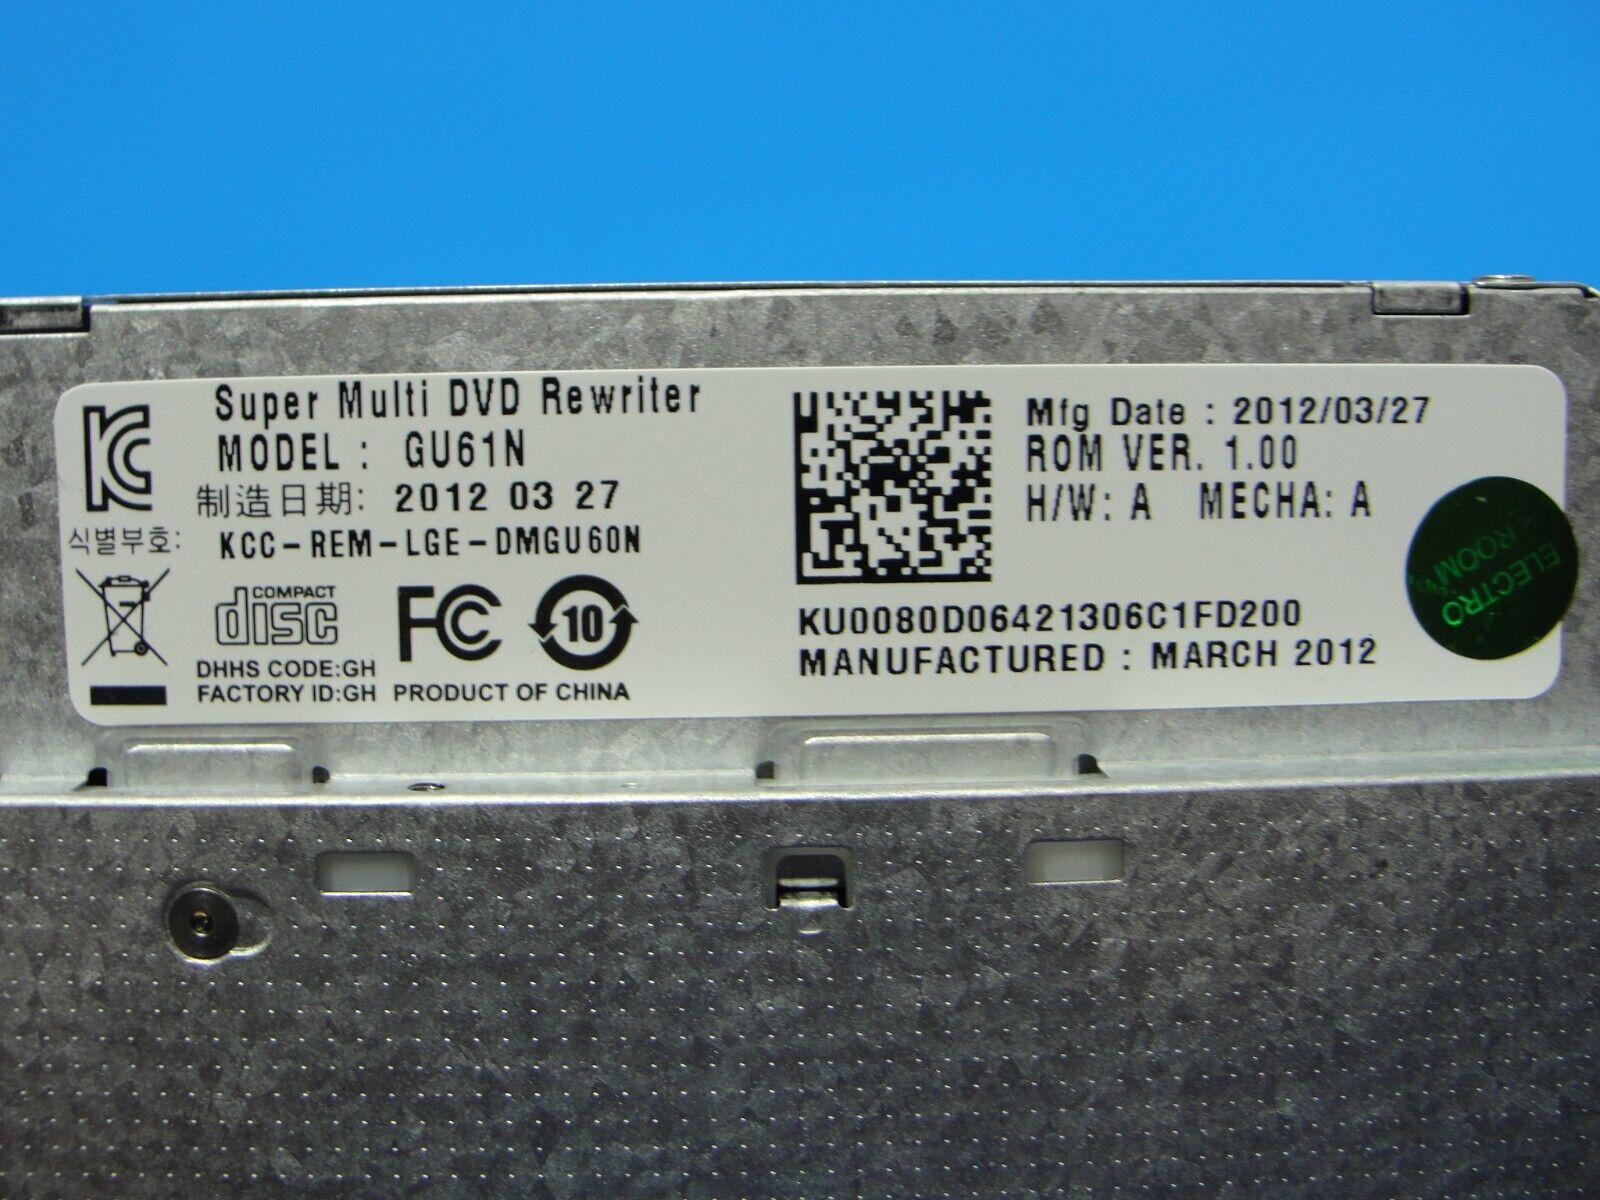 Super Multi DVD Rewriter
MODEL : GU61N
制造日期: 2012 03 27
식별부호: KCC-REM-LGE-DMGU60N
COMPACT
disc
FC
10
DHHS CODE:GH
FACTORY ID:GH PRODUCT OF CHINA
Mfg Date : 2012/03/27
ROM VER. 1.00
H/W: A MECHA: A
KU0080D06421306C1FD200
MANUFACTURED : MARCH 2012
ELECTRO
ROOM